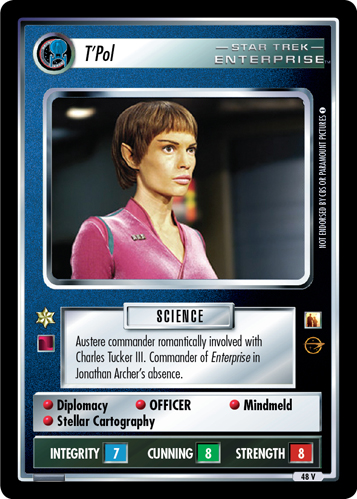 T'Pol
STAR TREK
ENTERPRISE™
NOT ENDORSED BY CBS OR PARAMOUNT PICTURES
SCIENCE
Austere commander romantically involved with
Charles Tucker III. Commander of Enterprise in
Jonathan Archer's absence.
Diplomacy OFFICER Mindmeld
Stellar Cartography
INTEGRITY 7 CUNNING 8 STRENGTH 8
48 V